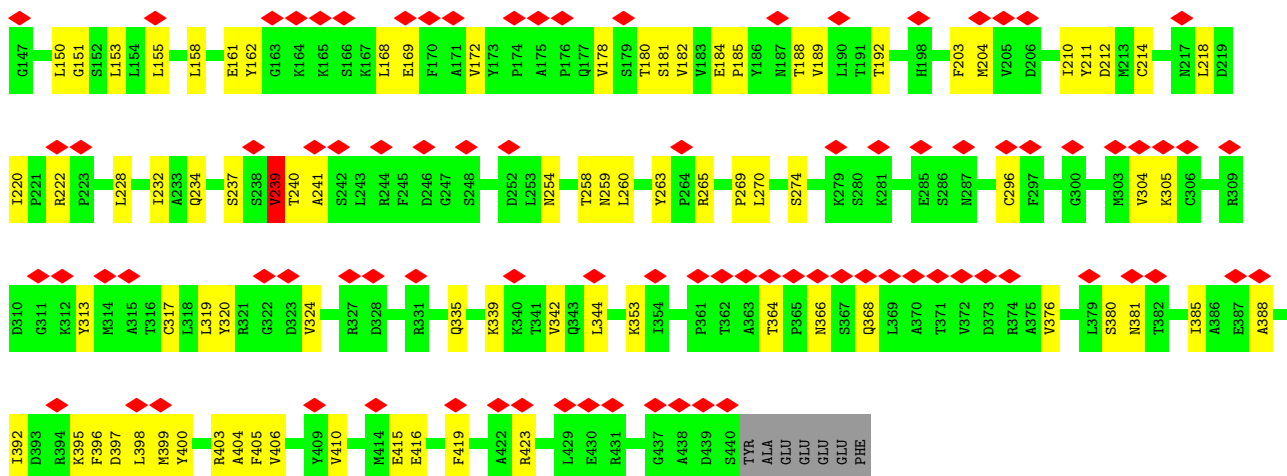 G147 L150 G151 S152 L153 L154 L155 L158 E161 Y162 G163 K164 K165 S166 K167 L168 E169 F170 A171 V172 Y173 P174 A175 P176 Q177 V178 S179 T180 S181 V182 V183 E184 P185 Y186 N187 T188 V189 L190 T191 T192 H198 F203 M204 V205 D206 I210 Y211 D212 M213 C214 N217 L218 D219
I220 P221 R222 P223 L228 I232 A233 Q234 S237 S238 V239 T240 A241 S242 L243 R244 F245 D246 G247 S248 D252 L253 N254 T258 N259 L260 Y263 P264 R265 P269 L270 S274 K279 S280 K281 E285 S286 N287 C296 F297 G300 M303 V304 K305 C306 R309
D310 G311 K312 Y313 M314 A315 T316 C317 L318 L319 Y320 R321 G322 D323 V324 R327 D328 R331 Q335 K339 K340 T341 V342 Q343 L344 K353 I354 P361 T362 A363 T364 P365 N366 S367 Q368 L369 A370 T371 V372 D373 R374 A375 V376 L379 S380 N381 T382 I385 A386 E387 A388
I392 D393 R394 K395 F396 D397 L398 M399 Y400 R403 A404 F405 V406 Y409 V410 M414 E415 E416 F419 A422 R423 L429 E430 R431 G437 A438 D439 S440 TYR ALA GLU GLU GLU GLU PHE